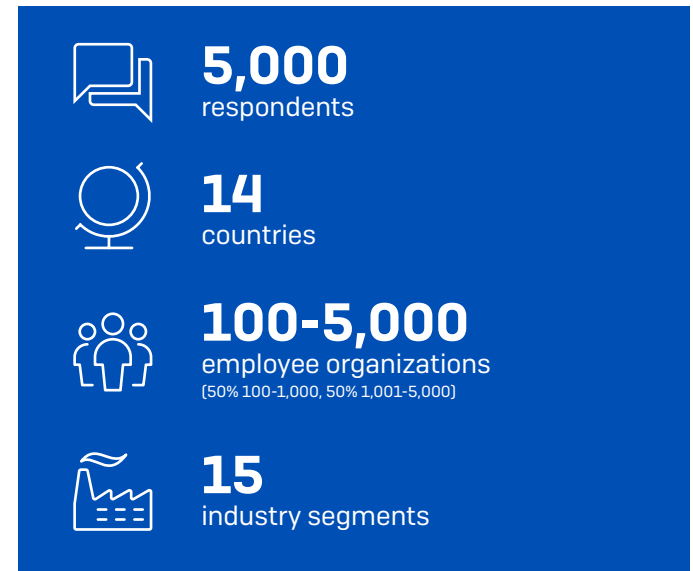 5,000
respondents
14
countries
100-5,000
employee organizations
(50% 100-1,000, 50% 1,001-5,000)
15
industry segments